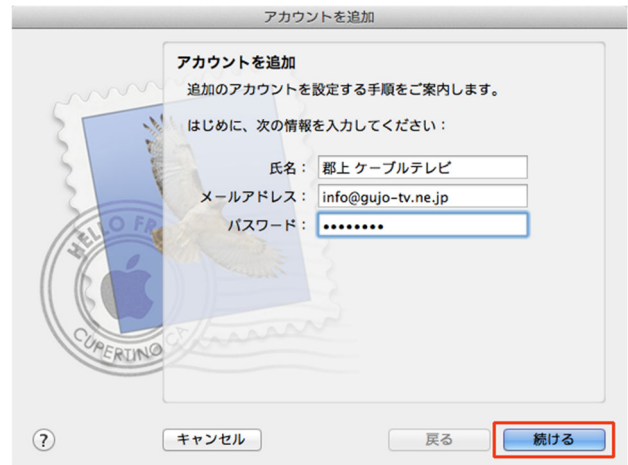 アカウントを追加
アカウントを追加
追加のアカウントを設定する手順をご案内します。
はじめに、次の情報を入力してください：
氏名： 郡上 ケーブルテレビ
メールアドレス： info@gujo-tv.ne.jp
パスワード： ••••••••
HELLO FR
CUPERTINO CA
? キャンセル 戻る 続ける